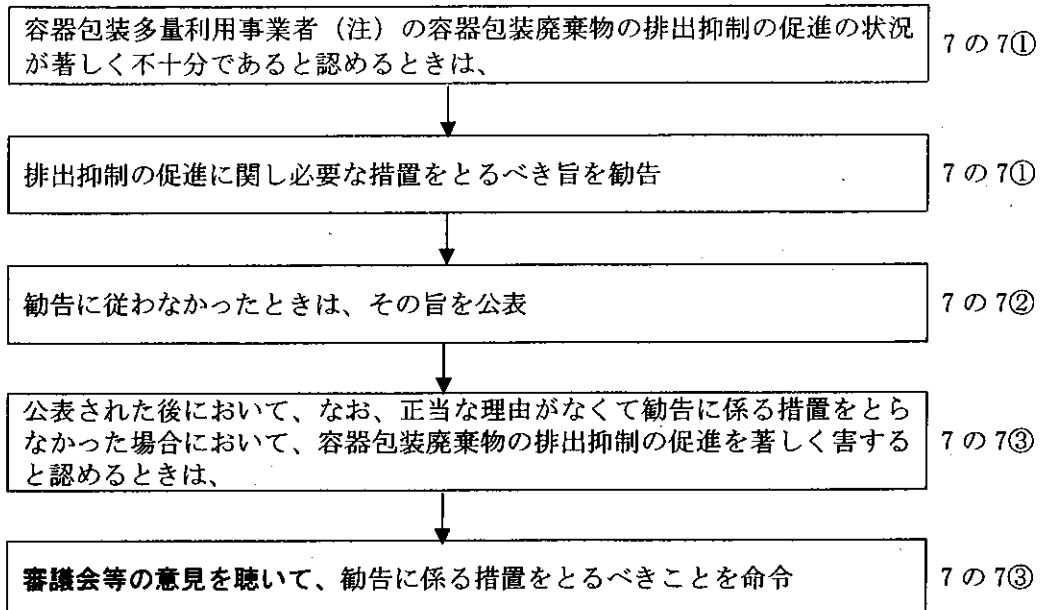 容器包装多量利用事業者（注）の容器包装廃棄物の排出抑制の促進の状況
が著しく不十分であると認めるときは、
7の7①
排出抑制の促進に関し必要な措置をとるべき旨を勧告
7の7①
勧告に従わなかったときは、その旨を公表
7の7②
公表された後において、なお、正当な理由がなくて勧告に係る措置をとら
なかった場合において、容器包装廃棄物の排出抑制の促進を著しく害する
と認めるときは、
7の7③
審議会等の意見を聴いて、勧告に係る措置をとるべきことを命令
7の7③